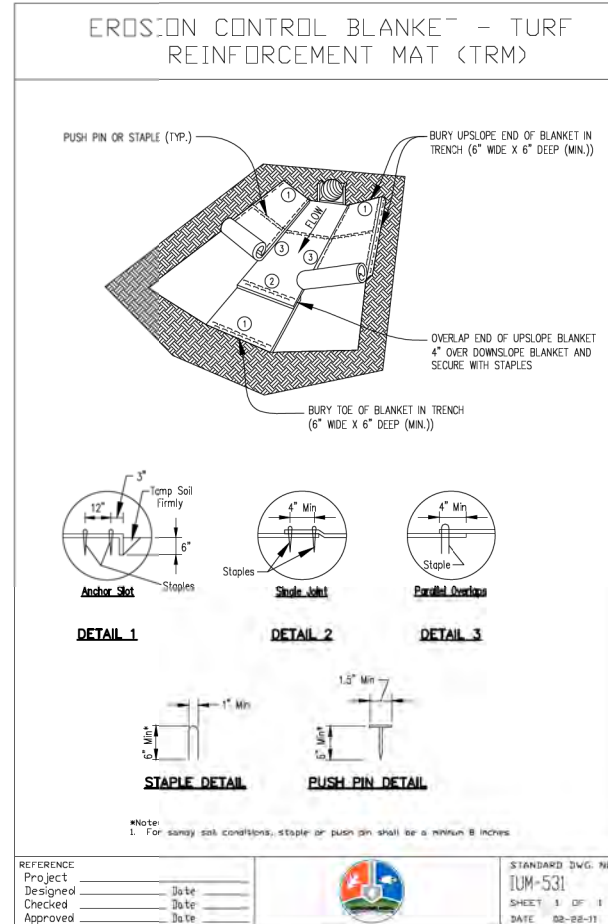 EROSION CONTROL BLANKET - TURF
REINFORCEMENT MAT (TRM)
PUSH PIN OR STAPLE (TYP.)
BURY UPSLOPE END OF BLANKET IN
TRENCH (6" WIDE X 6" DEEP (MIN.))
1
1
FLOW
3
3
2
1
OVERLAP END OF UPSLOPE BLANKET
4" OVER DOWNSLOPE BLANKET AND
SECURE WITH STAPLES
BURY TOE OF BLANKET IN TRENCH
(6" WIDE X 6" DEEP (MIN.))
3"
12"
Tamp Soil
Firmly
6"
Staples
Anchor Slot
DETAIL 1
4" Min
Staples
Single Joint
DETAIL 2
4" Min
Staple
Parallel Overlaps
DETAIL 3
1" Min
6" Min*
STAPLE DETAIL
1.5" Min
6" Min*
PUSH PIN DETAIL
*Note:
1. For sandy soil conditions, staple or push pin shall be a minimum 8 inches
REFERENCE
Project
Designed Date
Checked Date
Approved Date
STANDARD DWG. N
IUM-531
SHEET 1 OF 1
DATE 02-22-11